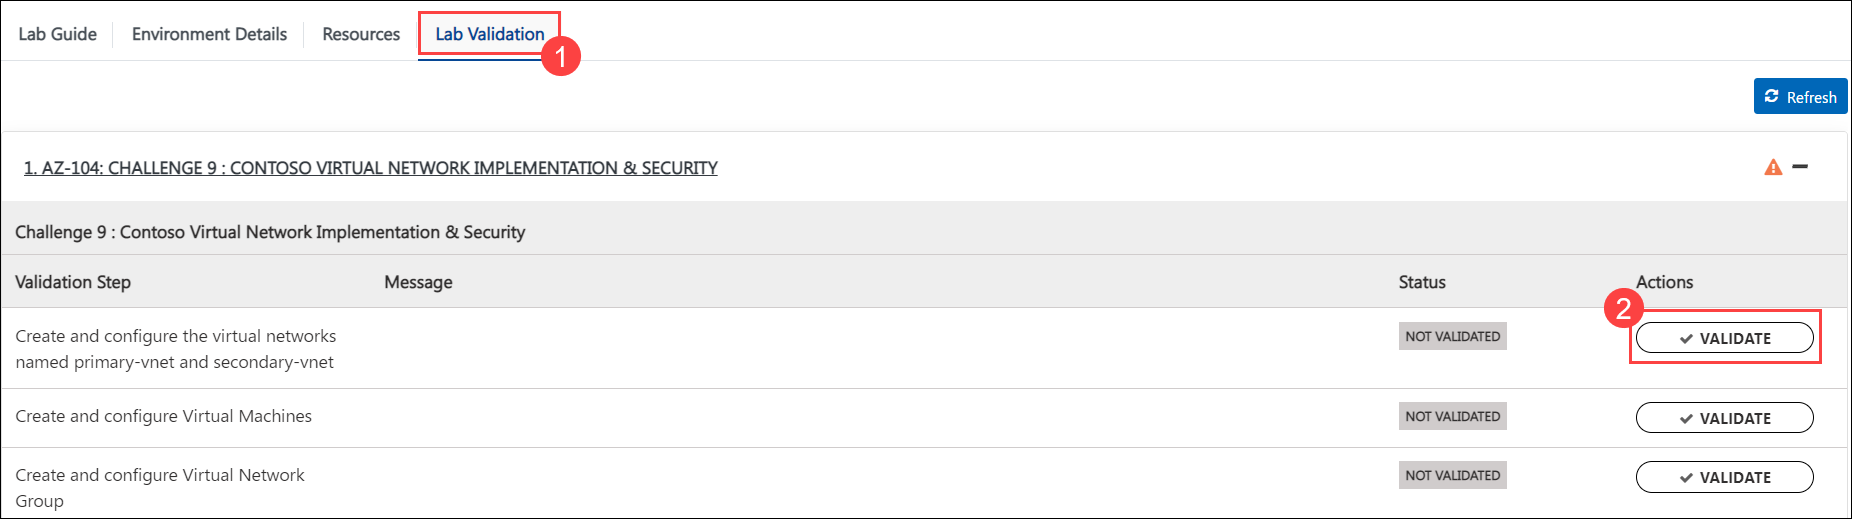 Lab Guide Environment Details Resources Lab Validation
1
Refresh
1. AZ-104: CHALLENGE 9 : CONTOSO VIRTUAL NETWORK IMPLEMENTATION & SECURITY
Challenge 9 : Contoso Virtual Network Implementation & Security
Validation Step Message Status Actions
2
Create and configure the virtual networks
named primary-vnet and secondary-vnet
NOT VALIDATED VALIDATE
Create and configure Virtual Machines NOT VALIDATED VALIDATE
Create and configure Virtual Network
Group
NOT VALIDATED VALIDATE